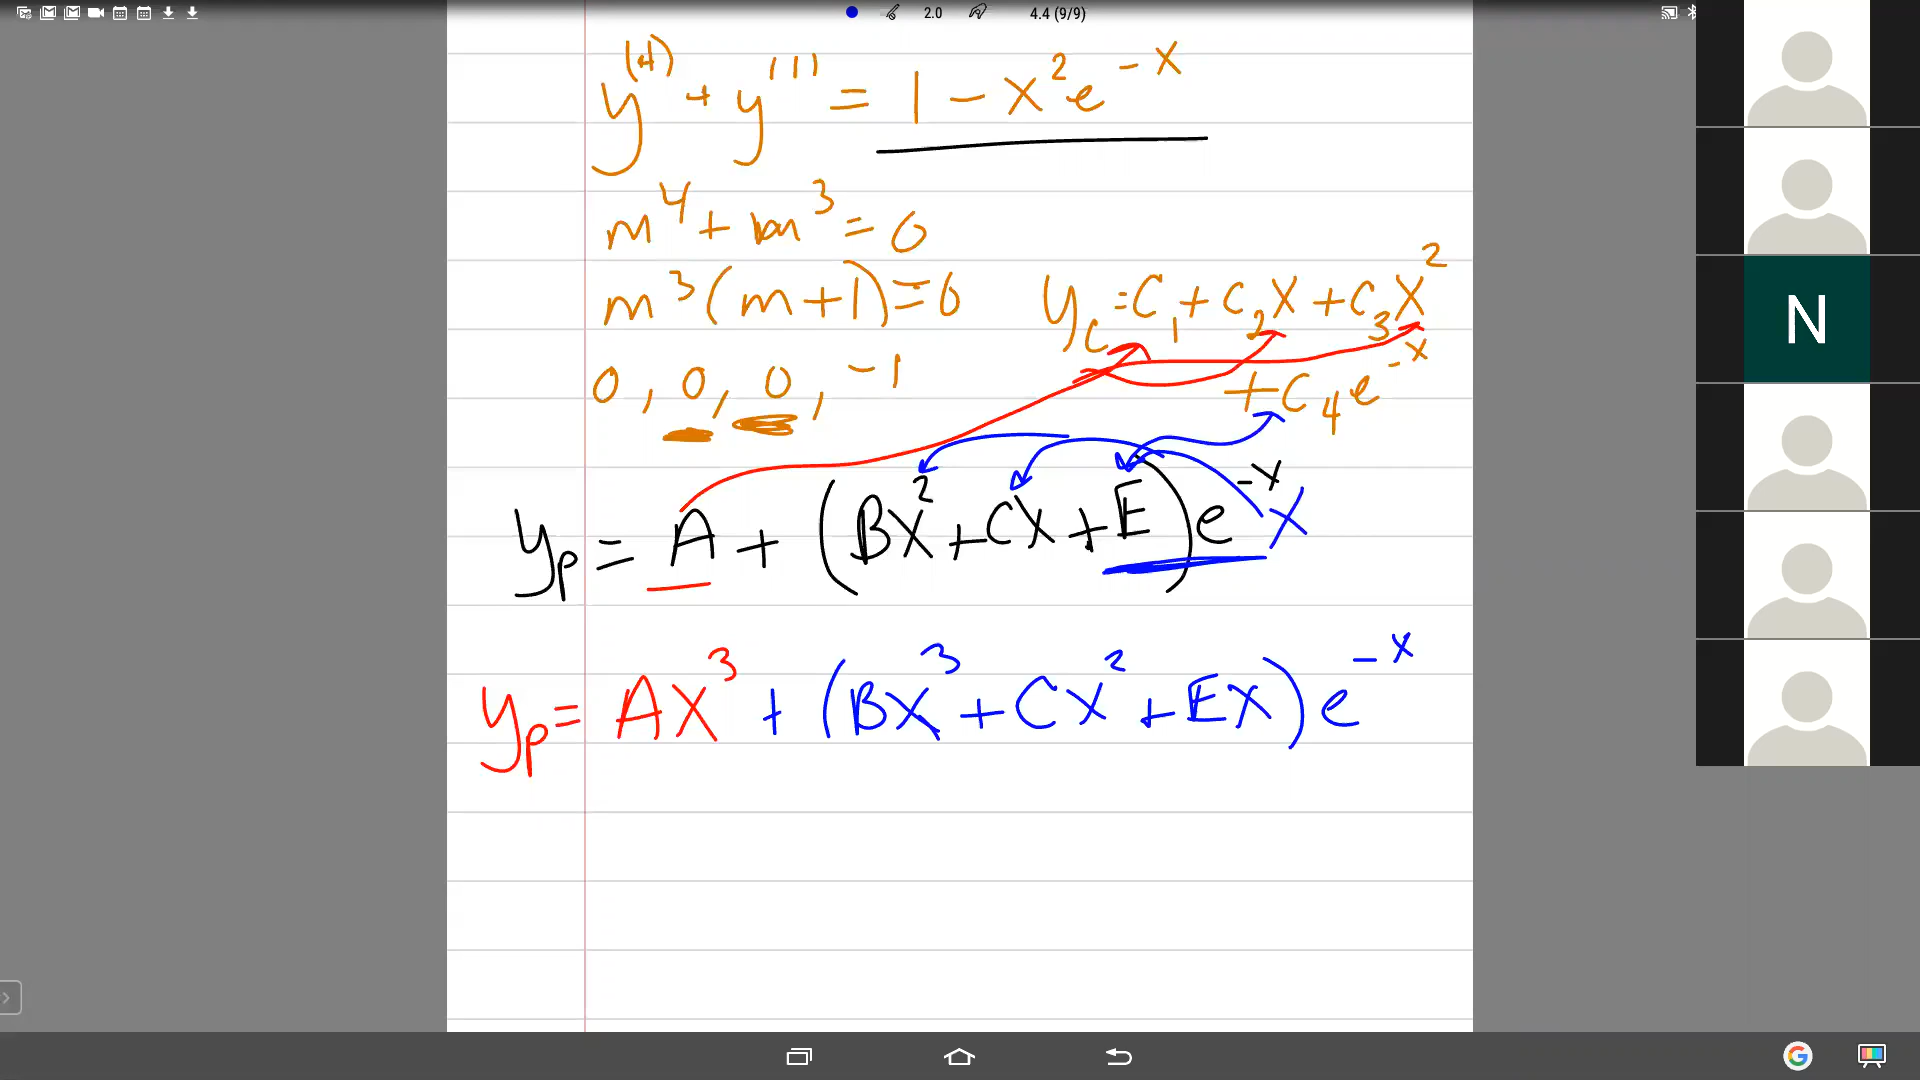 2.0 4.4 (9/9)
y⁽⁴⁾ + y''' = 1 - x²e⁻ˣ
m⁴ + m³ = 0
m³(m+1) = 0 y_c = C₁ + C₂X + C₃X²
0, 0, 0, -1 + C₄e⁻ˣ
y_p = A + (BX² + CX + E)e⁻ˣ X
y_p = AX³ + (BX³ + CX² + EX)e⁻ˣ
N